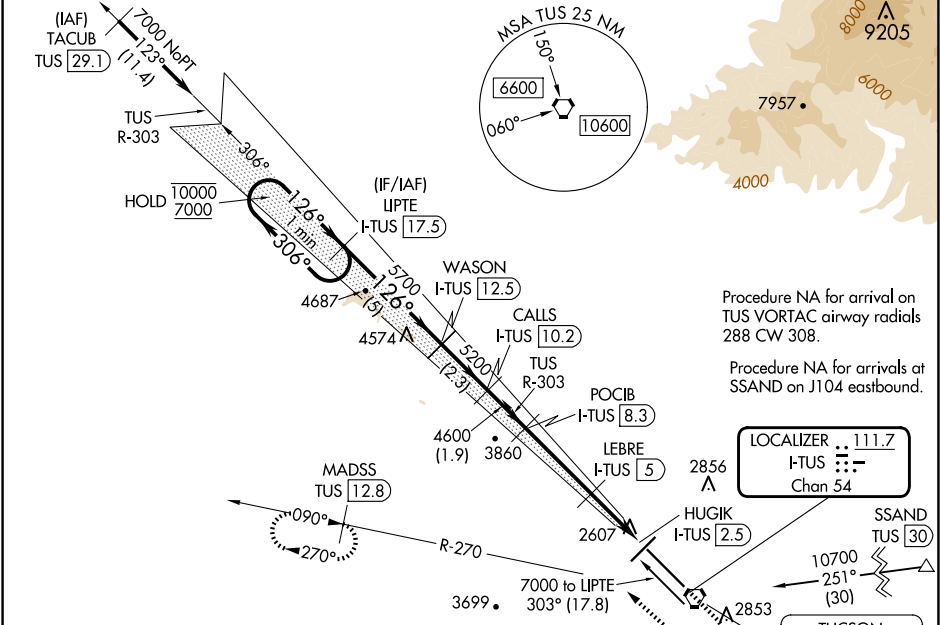 (IAF)
TACUB
TUS 29.1
7000 NoPT
123°
(11.4)
TUS
R-303
HOLD 10000
7000
306°
126°
1 min
306°
(IF/IAF)
LIPTE
I-TUS 17.5
MSA TUS 25 NM
150°
6600
060°
10600
8000
9205
6000
7957
4000
5700
126°
(5)
4687
4574
WASON
I-TUS 12.5
CALLS
I-TUS 10.2
5200
(2.3)
TUS
R-303
POCIB
I-TUS 8.3
4600
(1.9)
3860
LEBRE
I-TUS 5
2856
HUGIK
I-TUS 2.5
2607
Procedure NA for arrival on
TUS VORTAC airway radials
288 CW 308.
Procedure NA for arrivals at
SSAND on J104 eastbound.
LOCALIZER 111.7
I-TUS
Chan 54
MADSS
TUS 12.8
090°
270°
R-270
7000 to LIPTE
303° (17.8)
3699
2853
SSAND
TUS 30
10700
251°
(30)
TUCSON